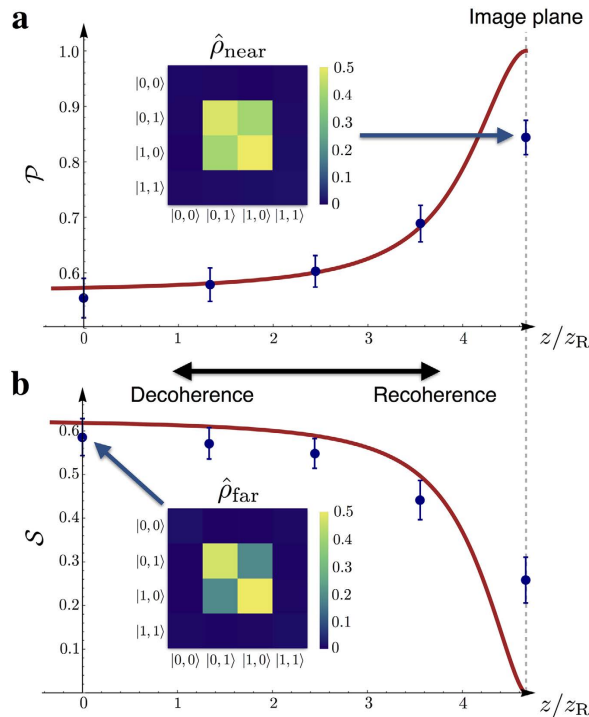 a
Image plane
1.0
0.9
0.8
0.7
0.6
𝒫
ρ̂near
|0,0⟩
|0,1⟩
|1,0⟩
|1,1⟩
|0,0⟩ |0,1⟩ |1,0⟩ |1,1⟩
0.5
0.4
0.3
0.2
0.1
0
0 1 2 3 4 z/zR
b
Decoherence Recoherence
0.6
0.5
0.4
0.3
0.2
0.1
𝒮
ρ̂far
|0,0⟩
|0,1⟩
|1,0⟩
|1,1⟩
|0,0⟩ |0,1⟩ |1,0⟩ |1,1⟩
0.5
0.4
0.3
0.2
0.1
0
0 1 2 3 4 z/zR